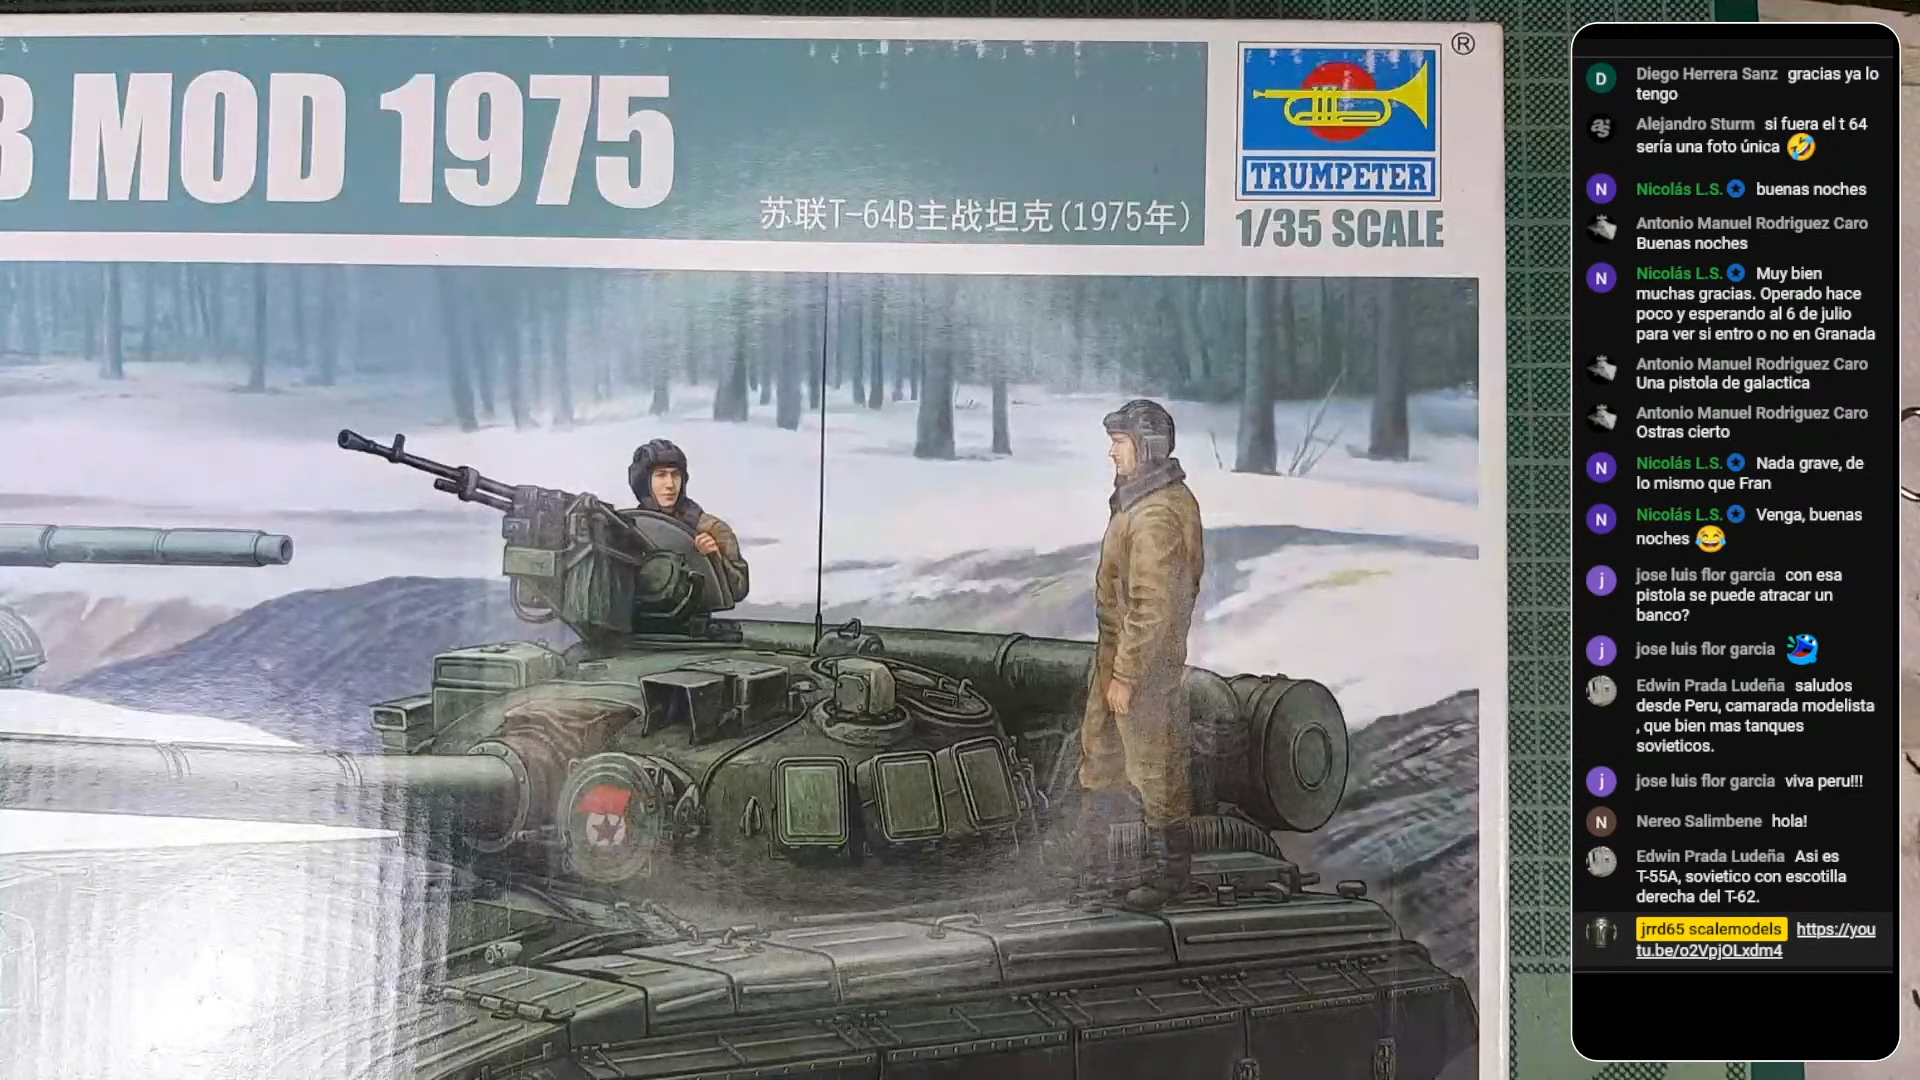 B MOD 1975
苏联T-64B主战坦克(1975年)
®
TRUMPETER
1/35 SCALE
D
Diego Herrera Sanz gracias ya lo
tengo
Alejandro Sturm si fuera el t 64
sería una foto única 🤣
N
Nicolás L.S. buenas noches
Antonio Manuel Rodriguez Caro
Buenas noches
N
Nicolás L.S. Muy bien
muchas gracias. Operado hace
poco y esperando al 6 de julio
para ver si entro o no en Granada
Antonio Manuel Rodriguez Caro
Una pistola de galactica
Antonio Manuel Rodriguez Caro
Ostras cierto
N
Nicolás L.S. Nada grave, de
lo mismo que Fran
N
Nicolás L.S. Venga, buenas
noches 😂
j
jose luis flor garcia con esa
pistola se puede atracar un
banco?
j
jose luis flor garcia
Edwin Prada Ludeña saludos
desde Peru, camarada modelista
, que bien mas tanques
sovieticos.
j
jose luis flor garcia viva peru!!!
N
Nereo Salimbene hola!
Edwin Prada Ludeña Asi es
T-55A, sovietico con escotilla
derecha del T-62.
jrrd65 scalemodels https://you
tu.be/o2VpjOLxdm4